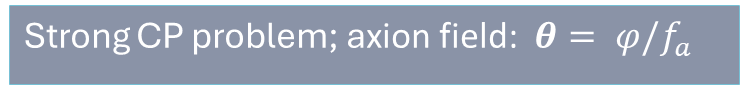 Strong CP problem; axion field: θ = φ/fₐ